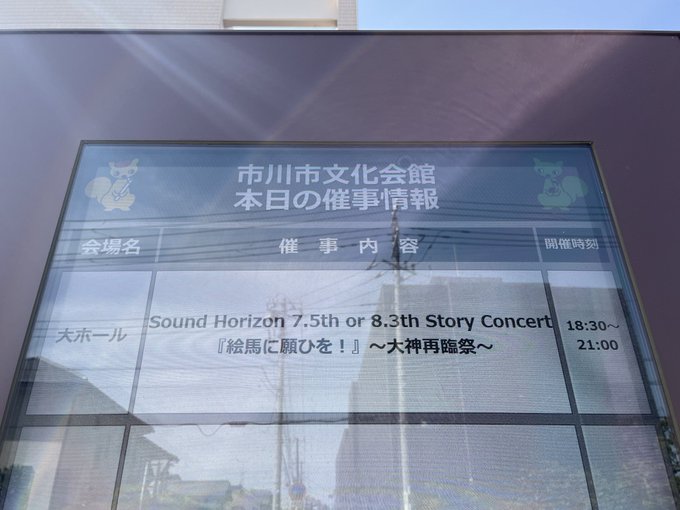 市川市文化会館
本日の催事情報
会場名 催事内容 開催時刻
大ホール
Sound Horizon 7.5th or 8.3th Story Concert
『絵馬に願ひを！』～大神再臨祭～
18:30～
21:00